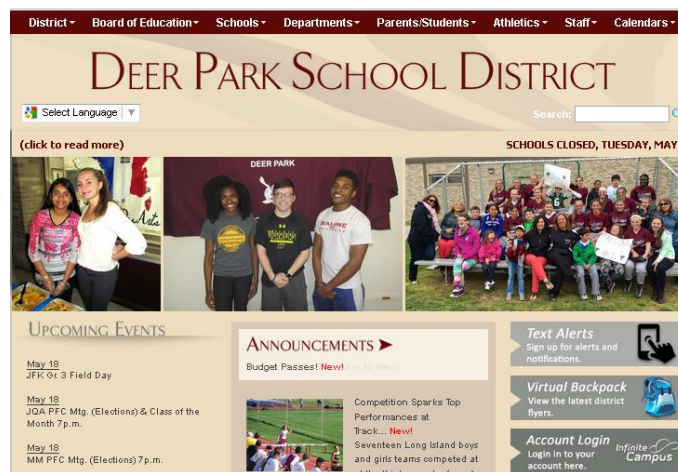 District Board of Education Schools Departments Parents/Students Athletics Staff Calendars
DEER PARK SCHOOL DISTRICT
Select Language
Search:
(click to read more)
SCHOOLS CLOSED, TUESDAY, MAY
DEER PARK
UPCOMING EVENTS
May 18
JFK Gr. 3 Field Day
May 18
JQA PFC Mtg. (Elections) & Class of the
Month 7p.m.
May 18
MM PFC Mtg. (Elections) 7p.m.
ANNOUNCEMENTS
Budget Passes! New!
Competition Sparks Top
Performances at
Track... New!
Seventeen Long Island boys
and girls teams competed at
Text Alerts
Sign up for alerts and
notifications.
Virtual Backpack
View the latest district
flyers.
Account Login
Login in to your
account here.
Infinite
Campus